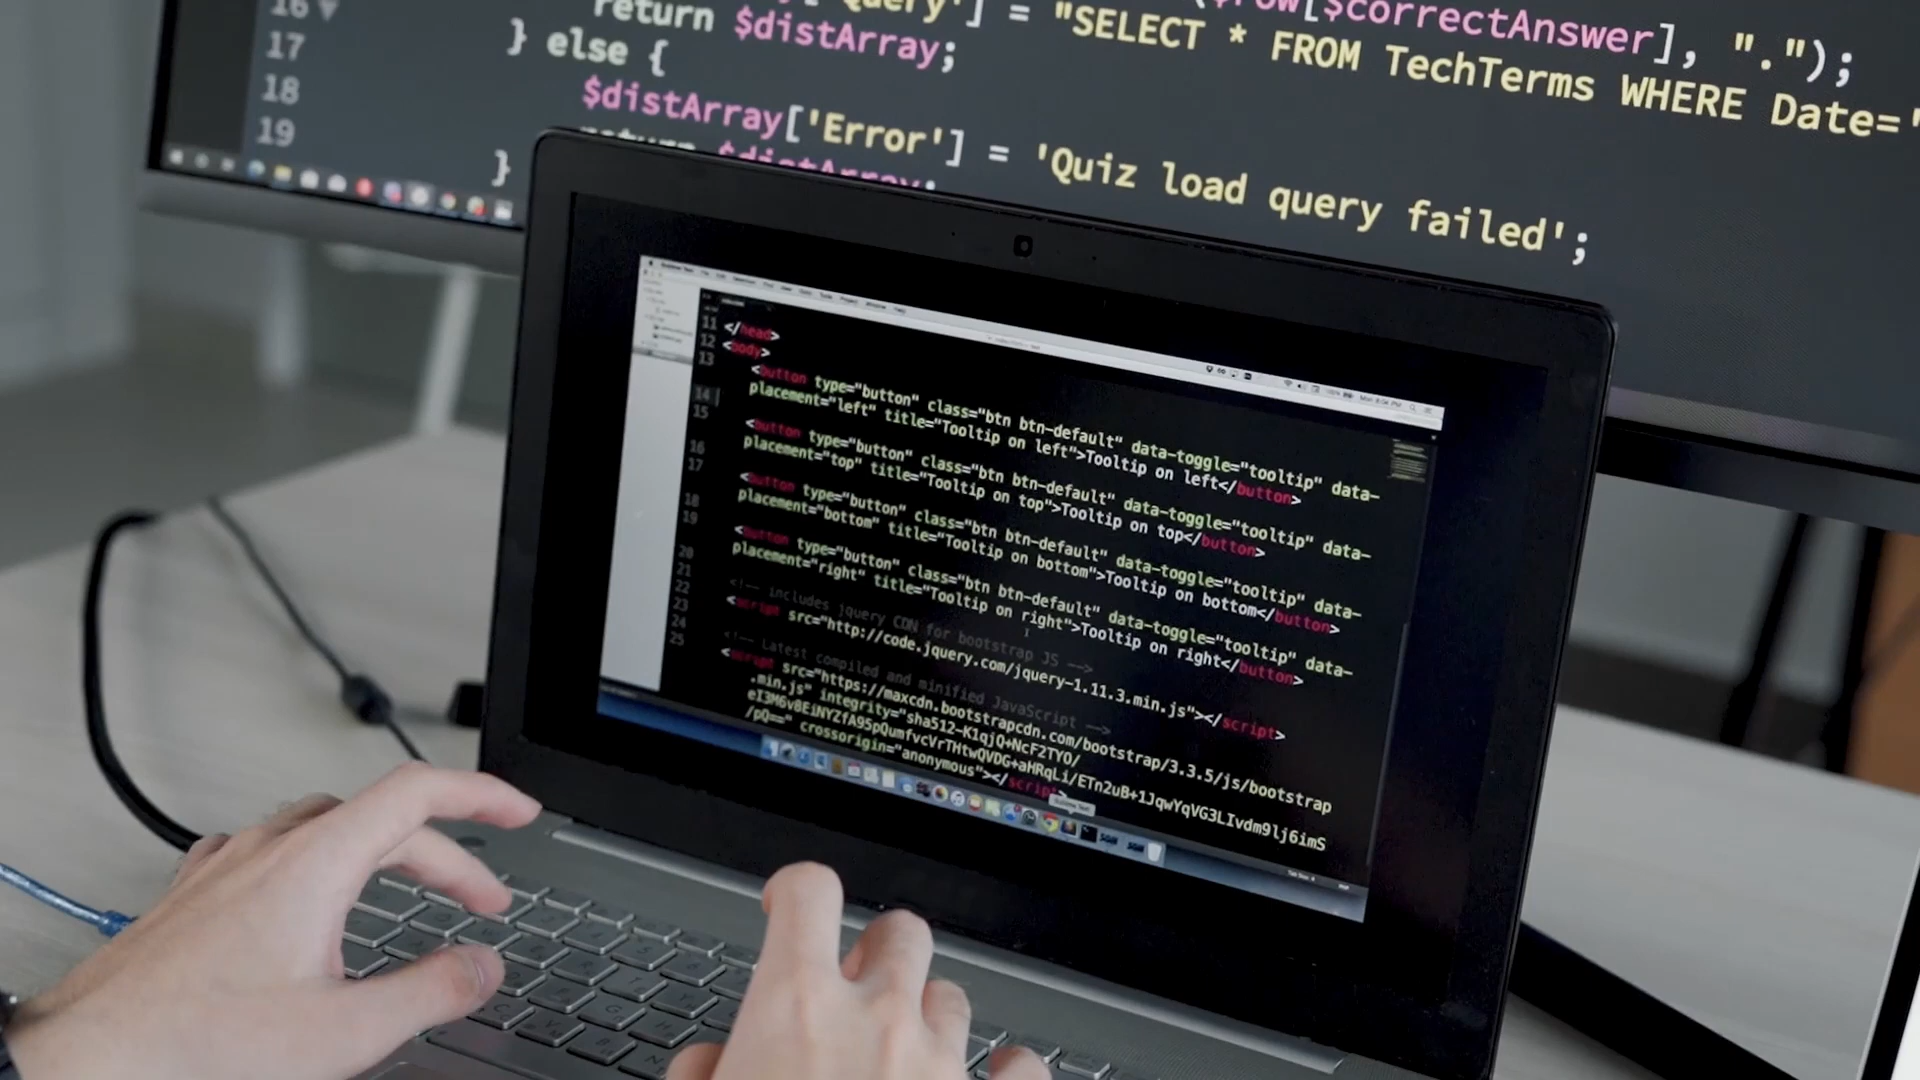 16
return $distArray;
17 } else {
18 $distArray['Error'] = 'Quiz load query failed';
19 return $distArray;
}
['Query'] = "SELECT * FROM TechTerms WHERE Date='
$row[$correctAnswer], ".");
11 </head>
12 <body>
13
<button type="button" class="btn btn-default" data-toggle="tooltip" data-
14 placement="left" title="Tooltip on left">Tooltip on left</button>
15
<button type="button" class="btn btn-default" data-toggle="tooltip" data-
16 placement="top" title="Tooltip on top">Tooltip on top</button>
17
<button type="button" class="btn btn-default" data-toggle="tooltip" data-
18 placement="bottom" title="Tooltip on bottom">Tooltip on bottom</button>
19
<button type="button" class="btn btn-default" data-toggle="tooltip" data-
20 placement="right" title="Tooltip on right">Tooltip on right</button>
21
22 <!-- includes jquery CDN for bootstrap JS -->
23 <script src="http://code.jquery.com/jquery-1.11.3.min.js"></script>
24 <!-- Latest compiled and minified JavaScript -->
25 <script src="https://maxcdn.bootstrapcdn.com/bootstrap/3.3.5/js/bootstrap
.min.js" integrity="sha512-K1qjQ+NcF2TYO/
eI3M6v8EiNYZfA95pQumfvcVrTHtwQVDG+aHRqLi/ETn2uB+1JqwYqVG3LIvdm9lj6imS
/pQ==" crossorigin="anonymous"></script>
Sublime Text